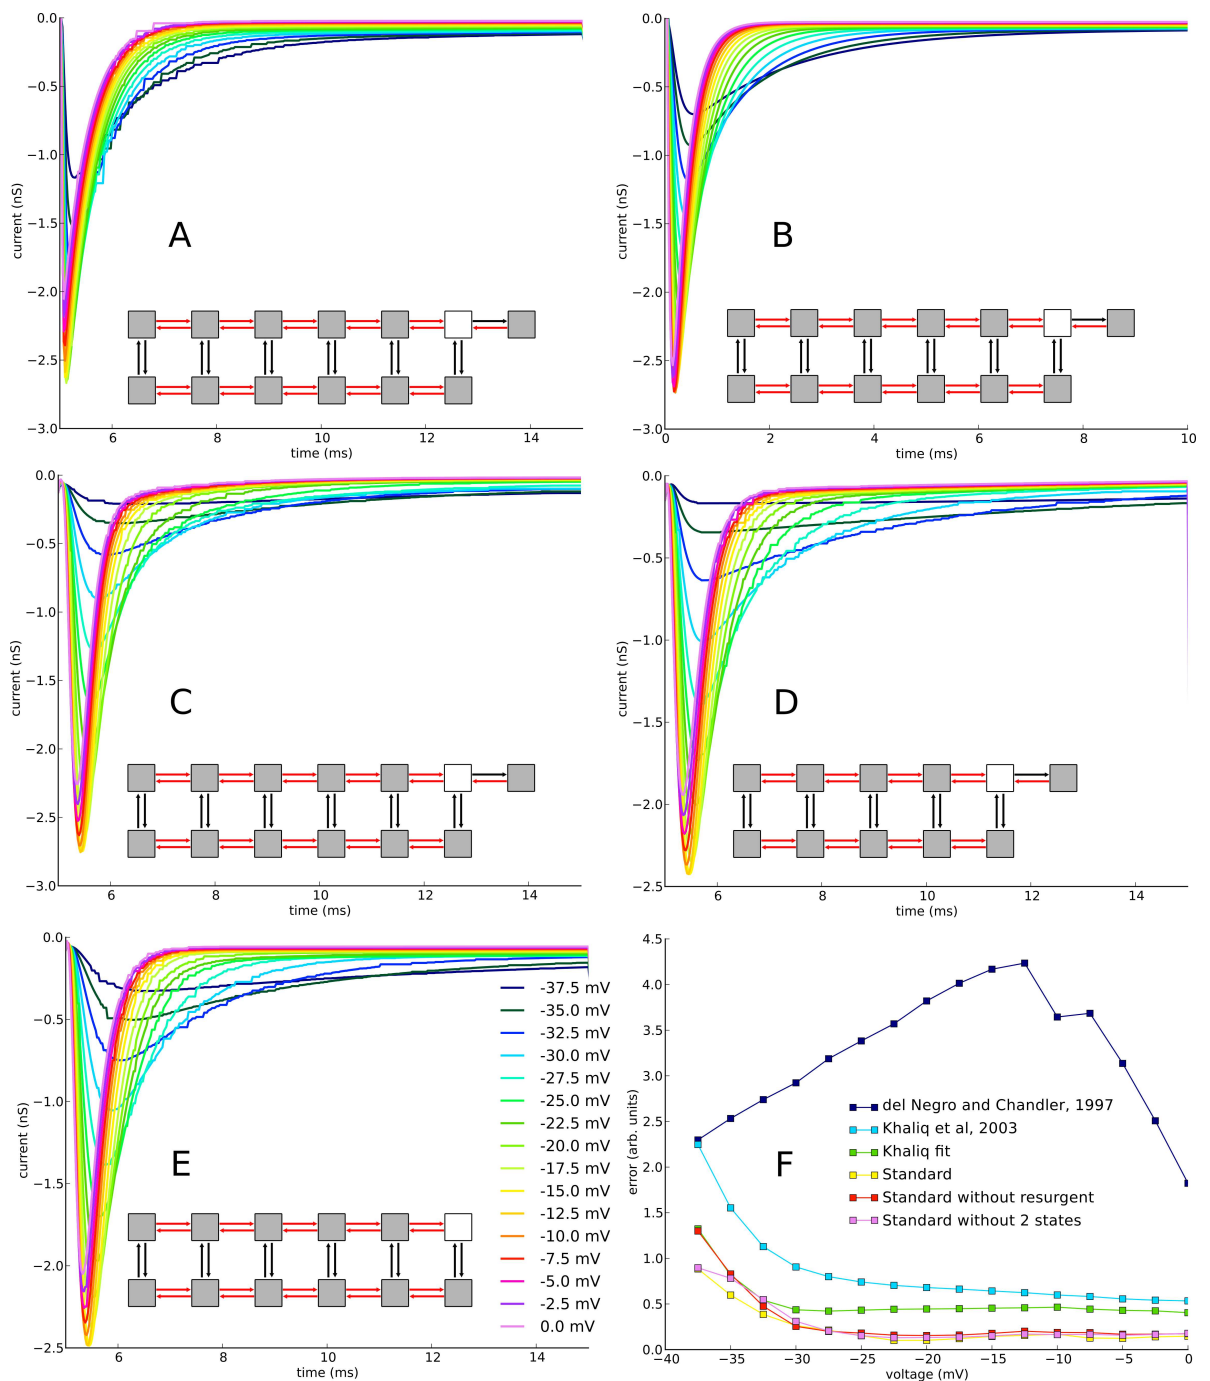 0.0
−0.5
−1.0
−1.5
−2.0
−2.5
−3.0
current (nS)
A
6 8 10 12 14
time (ms)
0.0
−0.5
−1.0
−1.5
−2.0
−2.5
−3.0
current (nS)
B
0 2 4 6 8 10
time (ms)
0.0
−0.5
−1.0
−1.5
−2.0
−2.5
−3.0
current (nS)
C
6 8 10 12 14
time (ms)
0.0
−0.5
−1.0
−1.5
−2.0
−2.5
current (nS)
D
6 8 10 12 14
time (ms)
0.0
−0.5
−1.0
−1.5
−2.0
−2.5
current (nS)
E
-37.5 mV
-35.0 mV
-32.5 mV
-30.0 mV
-27.5 mV
-25.0 mV
-22.5 mV
-20.0 mV
-17.5 mV
-15.0 mV
-12.5 mV
-10.0 mV
-7.5 mV
-5.0 mV
-2.5 mV
0.0 mV
6 8 10 12 14
time (ms)
4.5
4.0
3.5
3.0
2.5
2.0
1.5
1.0
0.5
0.0
error (arb. units)
F
del Negro and Chandler, 1997
Khaliq et al, 2003
Khaliq fit
Standard
Standard without resurgent
Standard without 2 states
−40 −35 −30 −25 −20 −15 −10 −5 0
voltage (mV)